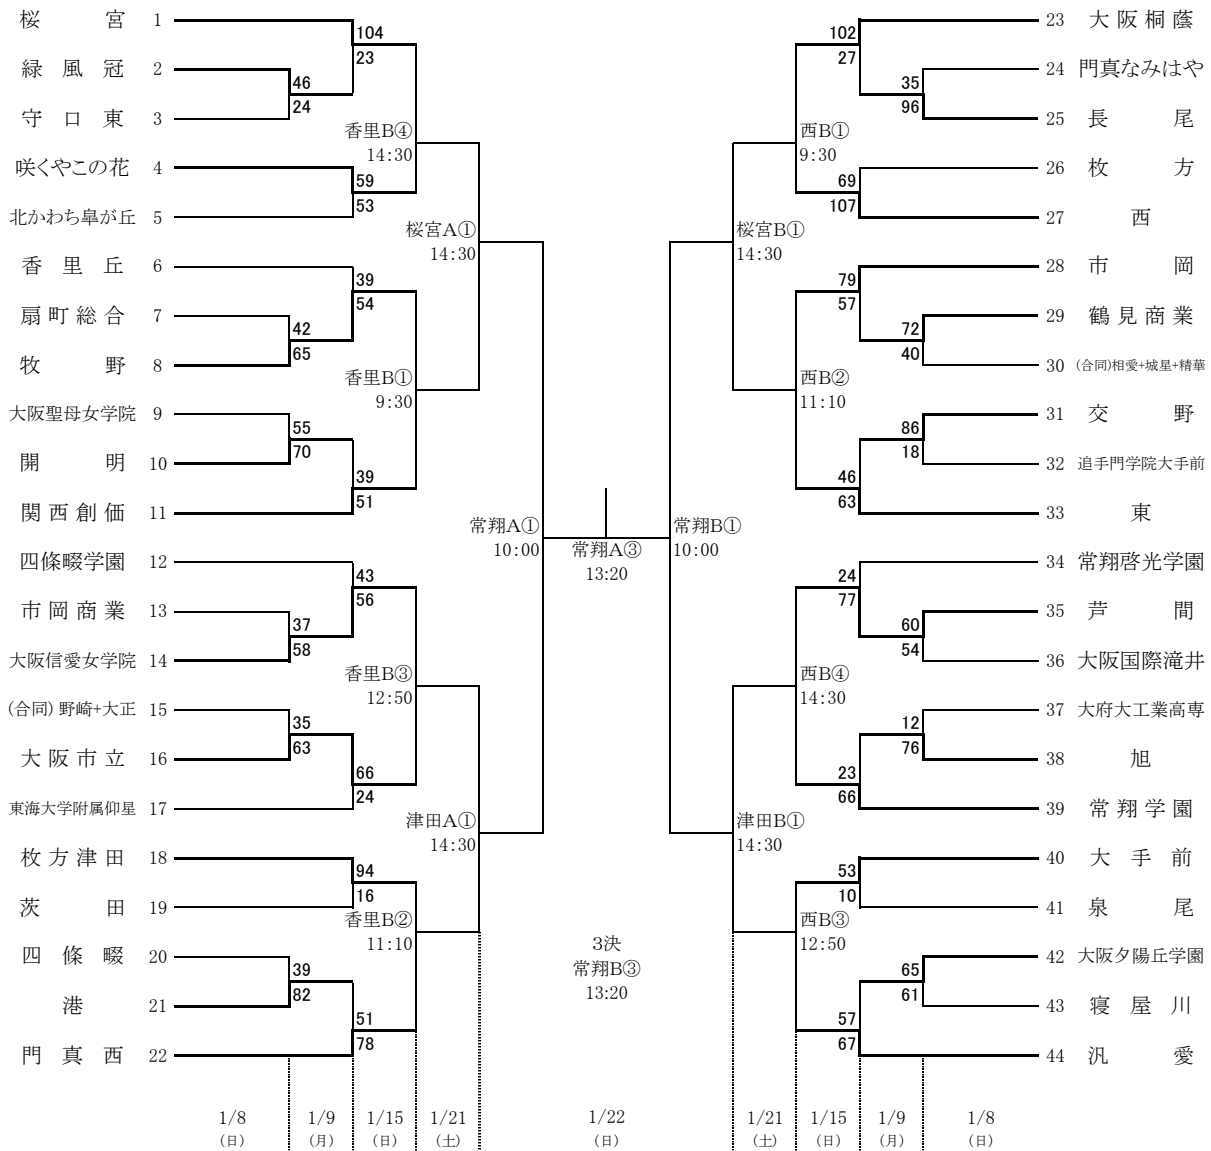 桜宮 1
緑風冠 2
守口東 3
咲くやこの花 4
北かわち皐が丘 5
香里丘 6
扇町総合 7
牧野 8
大阪聖母女学院 9
開明 10
関西創価 11
四條畷学園 12
市岡商業 13
大阪信愛女学院 14
(合同)野崎+大正 15
大阪市立 16
東海大学附属仰星 17
枚方津田 18
茨田 19
四條畷 20
港 21
門真西 22
46
24
42
65
55
70
37
58
35
63
39
82
104
23
59
53
39
54
39
51
43
56
66
24
94
16
51
78
香里B④
14:30
香里B①
9:30
香里B③
12:50
香里B②
11:10
桜宮A①
14:30
津田A①
14:30
常翔A①
10:00
常翔A③
13:20
3決
常翔B③
13:20
常翔B①
10:00
桜宮B①
14:30
津田B①
14:30
西B①
9:30
西B②
11:10
西B④
14:30
西B③
12:50
102
27
69
107
79
57
46
63
24
77
23
66
53
10
57
67
35
96
72
40
86
18
60
54
12
76
65
61
23 大阪桐蔭
24 門真なみはや
25 長尾
26 枚方
27 西
28 市岡
29 鶴見商業
30 (合同)相愛+城星+精華
31 交野
32 追手門学院大手前
33 東
34 常翔啓光学園
35 芦間
36 大阪国際滝井
37 大府大工業高専
38 旭
39 常翔学園
40 大手前
41 泉尾
42 大阪夕陽丘学園
43 寝屋川
44 汎愛
1/8 1/9 1/15 1/21 1/22 1/21 1/15 1/9 1/8
(日) (月) (日) (土) (日) (土) (日) (月) (日)